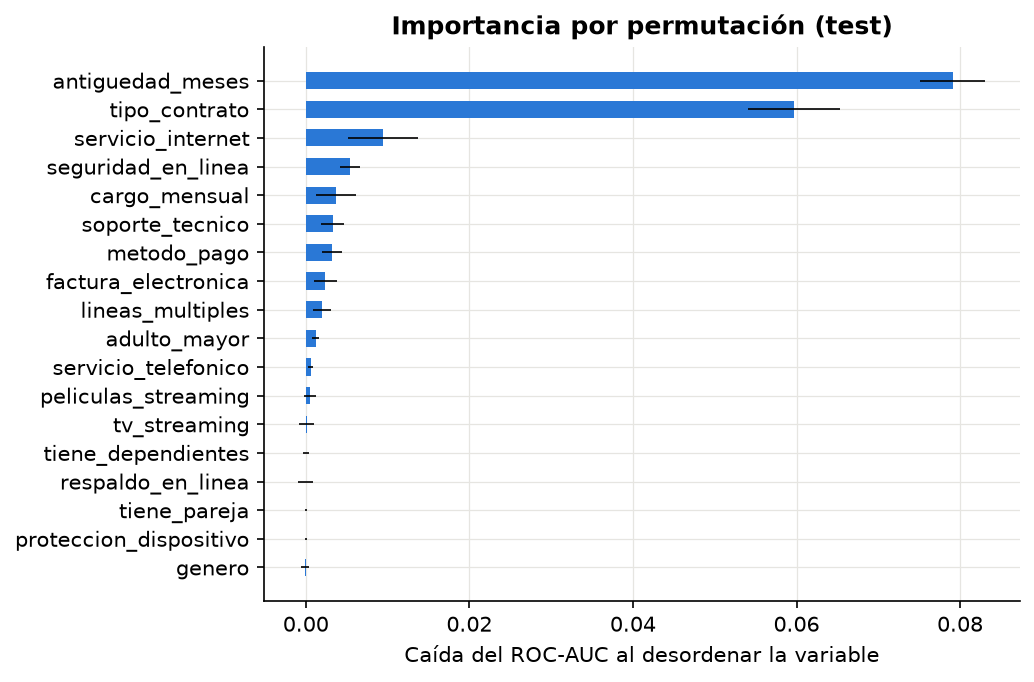 Importancia por permutación (test)
antiguedad_meses
tipo_contrato
servicio_internet
seguridad_en_linea
cargo_mensual
soporte_tecnico
metodo_pago
factura_electronica
lineas_multiples
adulto_mayor
servicio_telefonico
peliculas_streaming
tv_streaming
tiene_dependientes
respaldo_en_linea
tiene_pareja
proteccion_dispositivo
genero
0.00 0.02 0.04 0.06 0.08
Caída del ROC-AUC al desordenar la variable